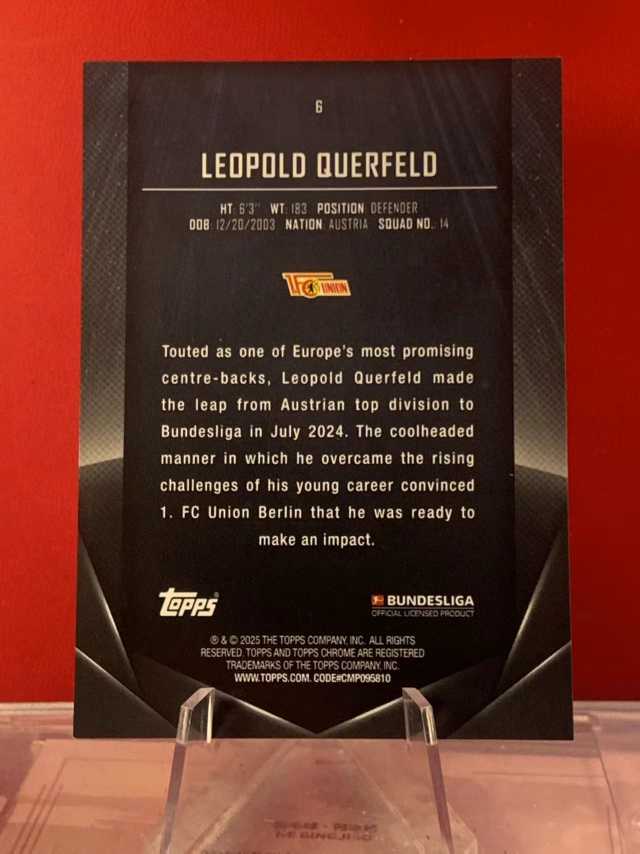 6
LEOPOLD QUERFELD
HT: 6'3" WT: 183 POSITION: DEFENDER
DOB: 12/20/2003 NATION: AUSTRIA SQUAD NO.: 14
1FC UNION
Touted as one of Europe's most promising
centre-backs, Leopold Querfeld made
the leap from Austrian top division to
Bundesliga in July 2024. The coolheaded
manner in which he overcame the rising
challenges of his young career convinced
1. FC Union Berlin that he was ready to
make an impact.
topps®
BUNDESLIGA
OFFICIAL LICENSED PRODUCT
® & © 2025 THE TOPPS COMPANY, INC. ALL RIGHTS
RESERVED. TOPPS AND TOPPS CHROME ARE REGISTERED
TRADEMARKS OF THE TOPPS COMPANY, INC.
WWW.TOPPS.COM. CODE#CMP095810